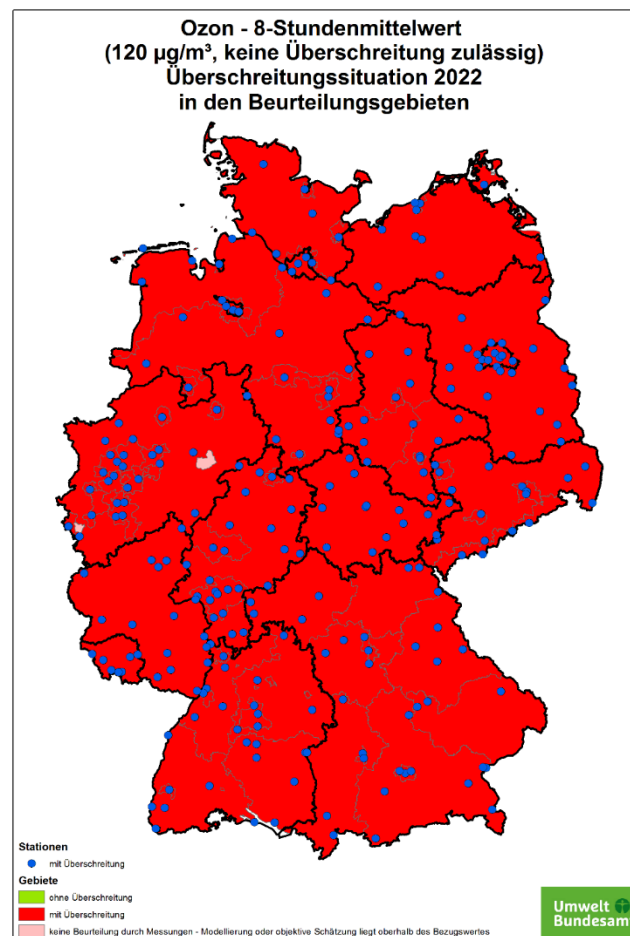 Ozon - 8-Stundenmittelwert
(120 µg/m³, keine Überschreitung zulässig)
Überschreitungssituation 2022
in den Beurteilungsgebieten
Stationen
mit Überschreitung
Gebiete
ohne Überschreitung
mit Überschreitung
keine Beurteilung durch Messungen - Modellierung oder objektive Schätzung liegt oberhalb des Bezugswertes
Umwelt
Bundesamt